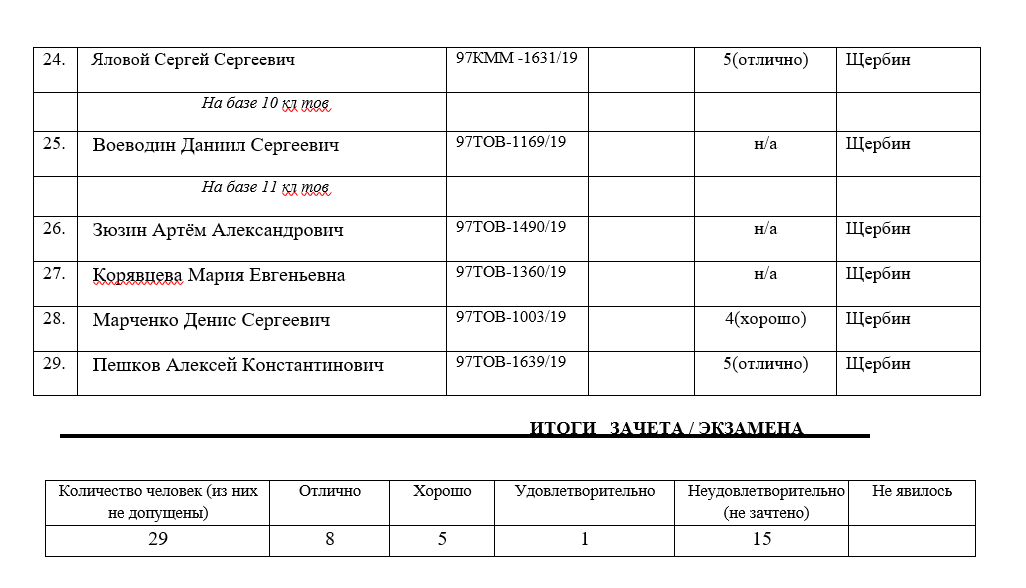 24. Яловой Сергей Сергеевич 97КММ -1631/19 5(отлично) Щербин
На базе 10 кл тов
25. Воеводин Даниил Сергеевич 97ТОВ-1169/19 н/а Щербин
На базе 11 кл тов
26. Зюзин Артём Александрович 97ТОВ-1490/19 н/а Щербин
27. Корявцева Мария Евгеньевна 97ТОВ-1360/19 н/а Щербин
28. Марченко Денис Сергеевич 97ТОВ-1003/19 4(хорошо) Щербин
29. Пешков Алексей Константинович 97ТОВ-1639/19 5(отлично) Щербин
ИТОГИ ЗАЧЕТА / ЭКЗАМЕНА
Количество человек (из них Отлично Хорошо Удовлетворительно Неудовлетворительно Не явилось
не допущены) (не зачтено)
29 8 5 1 15